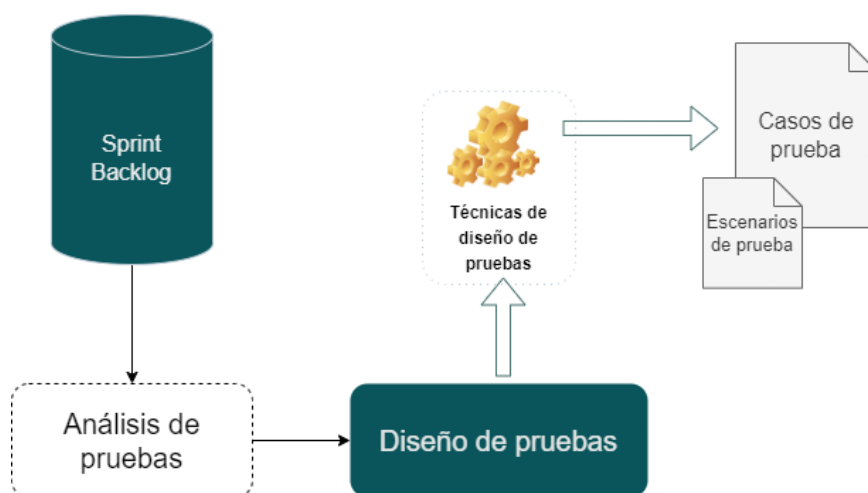 Sprint
Backlog
Técnicas de
diseño de
pruebas
Casos de
prueba
Escenarios
de prueba
Análisis de
pruebas
Diseño de pruebas